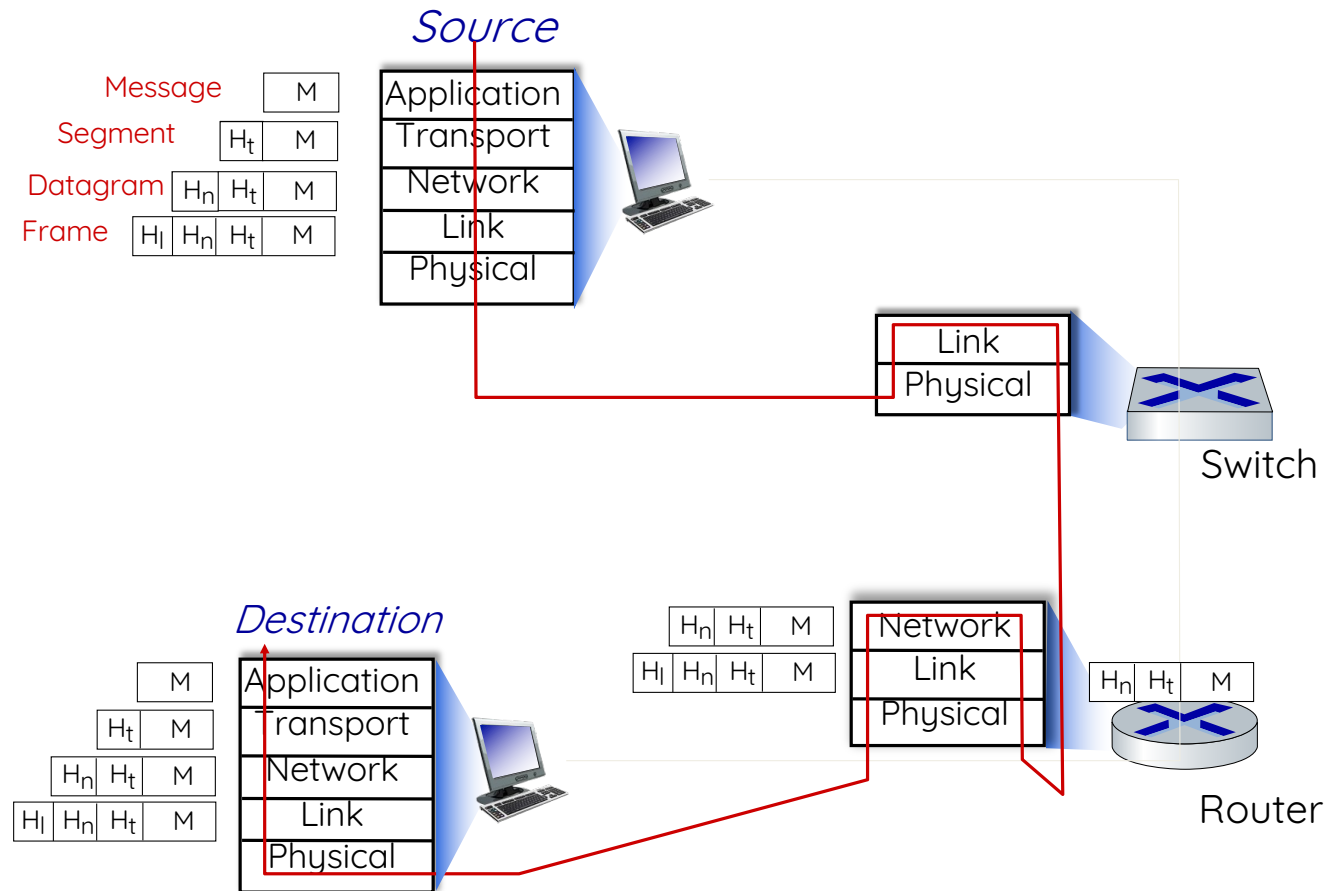 Source
Message M Application
Segment Ht M Transport
Datagram Hn Ht M Network
Frame Hl Hn Ht M Link
Physical
Link
Physical
Switch
Destination
Hn Ht M Network
Hl Hn Ht M Link
Physical
Hn Ht M
Router
M Application
Ht M Transport
Hn Ht M Network
Hl Hn Ht M Link
Physical